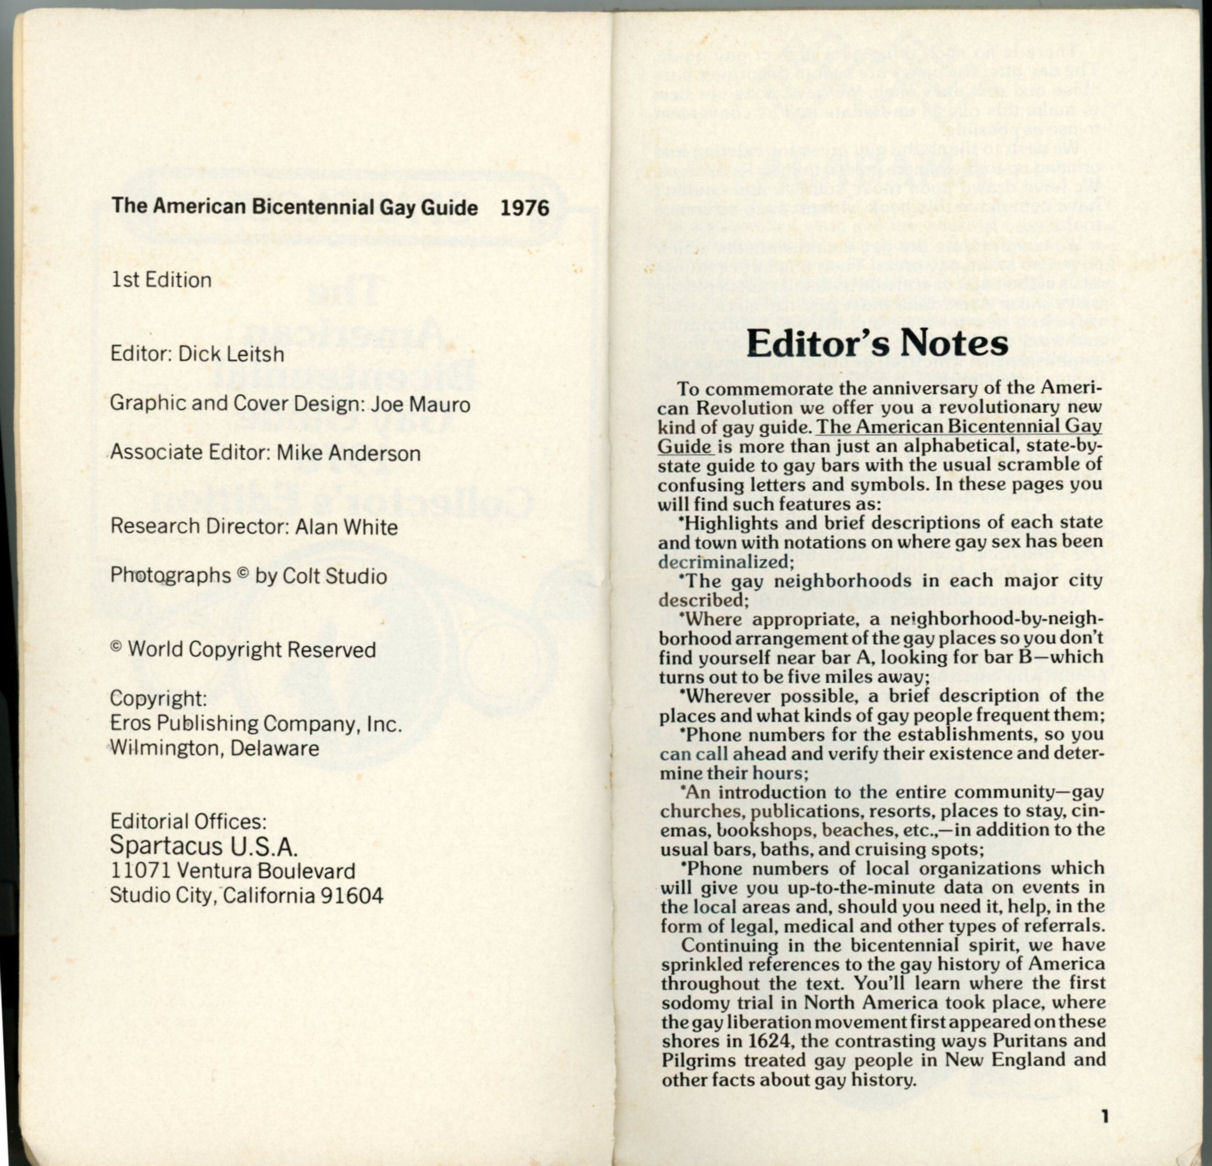 The American Bicentennial Gay Guide 1976
1st Edition
Editor: Dick Leitsh
Graphic and Cover Design: Joe Mauro
Associate Editor: Mike Anderson
Research Director: Alan White
Photographs © by Colt Studio
© World Copyright Reserved
Copyright:
Eros Publishing Company, Inc.
Wilmington, Delaware
Editorial Offices:
Spartacus U.S.A.
11071 Ventura Boulevard
Studio City, California 91604
Editor's Notes
To commemorate the anniversary of the Ameri-
can Revolution we offer you a revolutionary new
kind of gay guide. The American Bicentennial Gay
Guide is more than just an alphabetical, state-by-
state guide to gay bars with the usual scramble of
confusing letters and symbols. In these pages you
will find such features as:
*Highlights and brief descriptions of each state
and town with notations on where gay sex has been
decriminalized;
*The gay neighborhoods in each major city
described;
*Where appropriate, a neighborhood-by-neigh-
borhood arrangement of the gay places so you don't
find yourself near bar A, looking for bar B—which
turns out to be five miles away;
*Wherever possible, a brief description of the
places and what kinds of gay people frequent them;
*Phone numbers for the establishments, so you
can call ahead and verify their existence and deter-
mine their hours;
*An introduction to the entire community—gay
churches, publications, resorts, places to stay, cin-
emas, bookshops, beaches, etc.,—in addition to the
usual bars, baths, and cruising spots;
*Phone numbers of local organizations which
will give you up-to-the-minute data on events in
the local areas and, should you need it, help, in the
form of legal, medical and other types of referrals.
Continuing in the bicentennial spirit, we have
sprinkled references to the gay history of America
throughout the text. You'll learn where the first
sodomy trial in North America took place, where
the gay liberation movement first appeared on these
shores in 1624, the contrasting ways Puritans and
Pilgrims treated gay people in New England and
other facts about gay history.
1